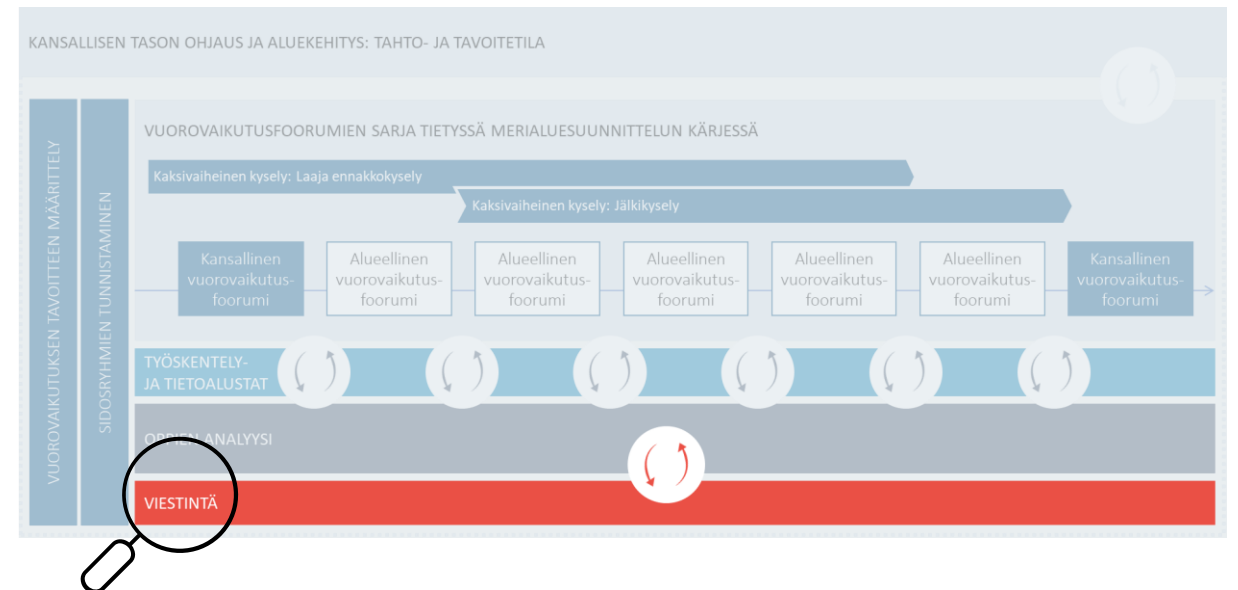 KANSALLISEN TASON OHJAUS JA ALUEKEHITYS: TAHTO- JA TAVOITETILA
VUOROVAIKUTUKSEN TAVOITTEEN MÄÄRITTELY
SIDOSRYHMIEN TUNNISTAMINEN
VUOROVAIKUTUSFOORUMIEN SARJA TIETYSSÄ MERIALUESUUNNITTELUN KÄRJESSÄ
Kaksivaiheinen kysely: Laaja ennakkokysely
Kaksivaiheinen kysely: Jälkikysely
Kansallinen
vuorovaikutus-
foorumi
Alueellinen
vuorovaikutus-
foorumi
Alueellinen
vuorovaikutus-
foorumi
Alueellinen
vuorovaikutus-
foorumi
Alueellinen
vuorovaikutus-
foorumi
Alueellinen
vuorovaikutus-
foorumi
Kansallinen
vuorovaikutus-
foorumi
TYÖSKENTELY-
JA TIETOALUSTAT
OPPIEN ANALYYSI
VIESTINTÄ